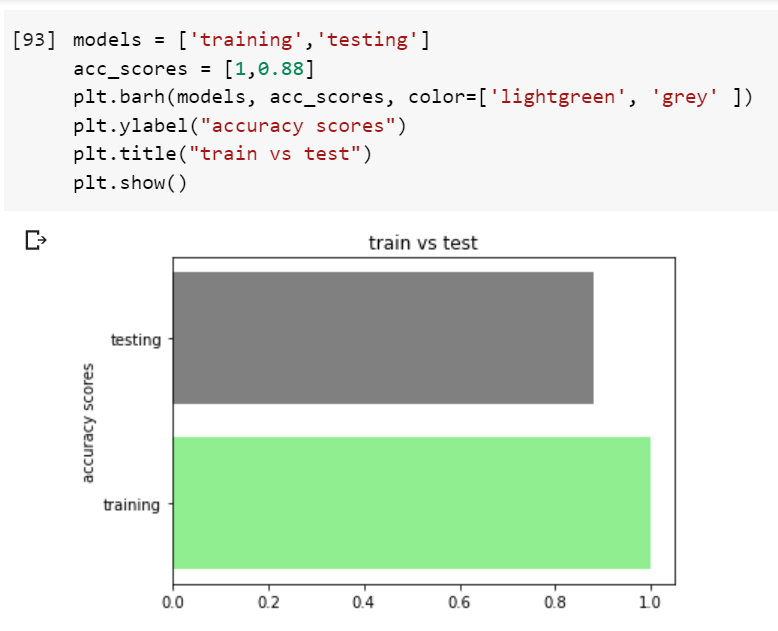 [93] models = ['training','testing']
acc_scores = [1,0.88]
plt.barh(models, acc_scores, color=['lightgreen', 'grey' ])
plt.ylabel("accuracy scores")
plt.title("train vs test")
plt.show()
train vs test
testing
accuracy scores
training
0.0 0.2 0.4 0.6 0.8 1.0